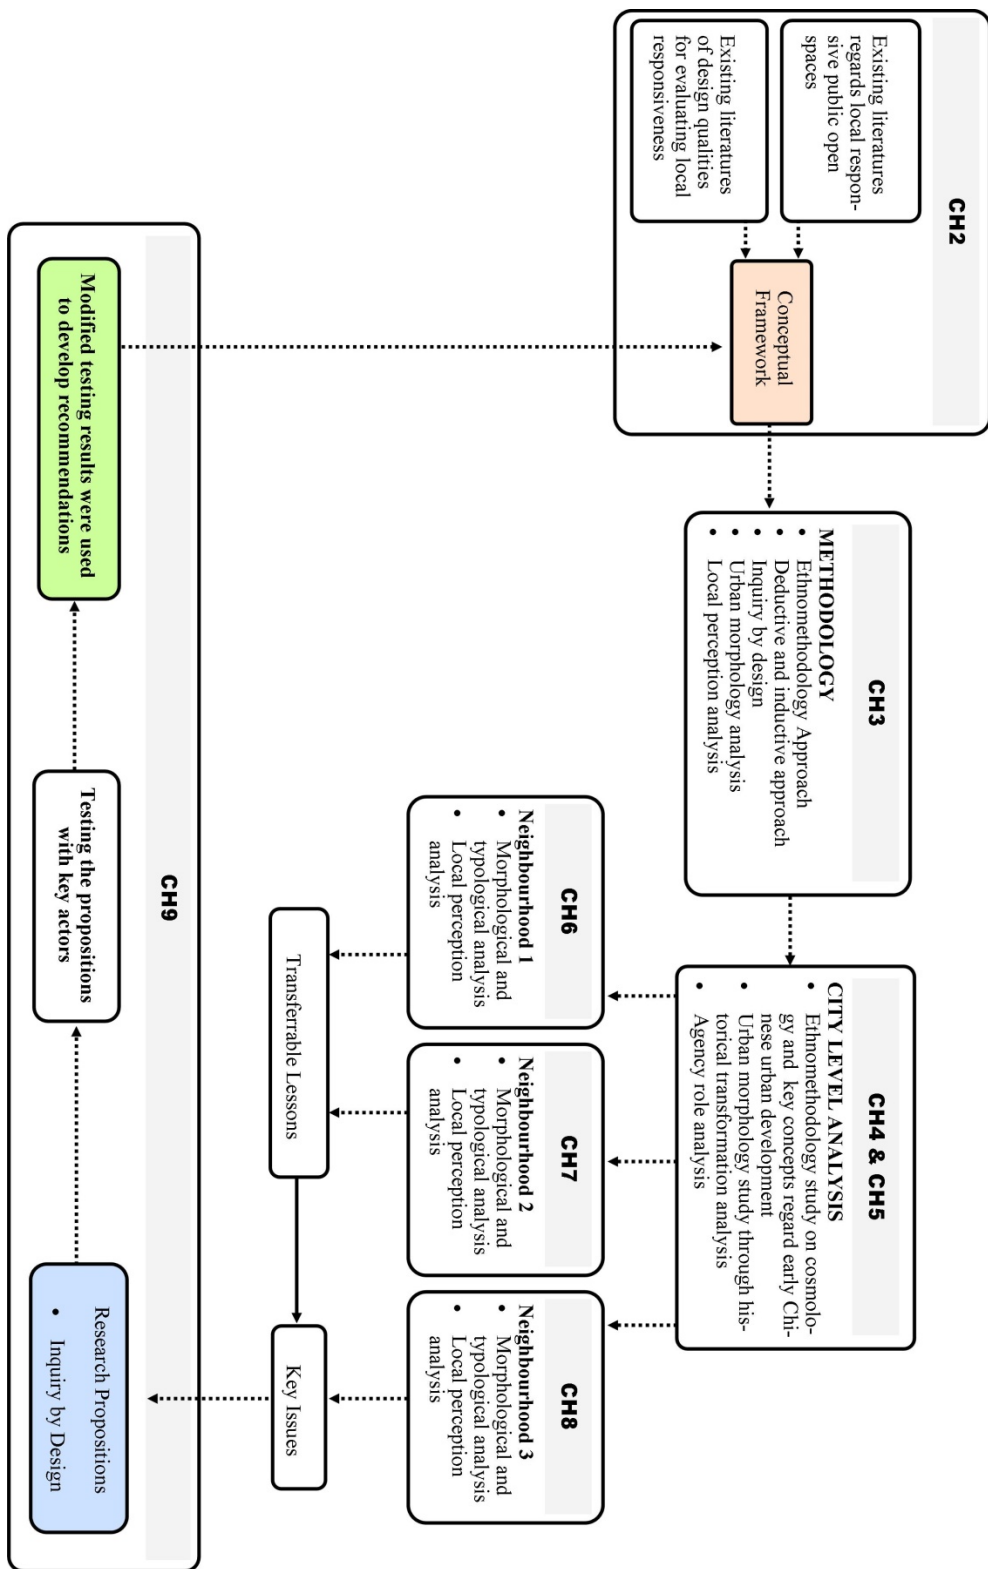 CH2
Existing literatures
regards local respon-
sive public open
spaces
Existing literatures
of design qualities
for evaluating local
responsiveness
Conceptual
Framework
CH3
METHODOLOGY
• Ethnomethodology Approach
• Deductive and inductive approach
• Inquiry by design
• Urban morphology analysis
• Local perception analysis
CH4 & CH5
CITY LEVEL ANALYSIS
• Ethnomethodology study on cosmolo-
gy and key concepts regard early Chi-
nese urban development
• Urban morphology study through his-
torical transformation analysis
• Agency role analysis
CH6
Neighbourhood 1
• Morphological and
typological analysis
• Local perception
analysis
CH7
Neighbourhood 2
• Morphological and
typological analysis
• Local perception
analysis
CH8
Neighbourhood 3
• Morphological and
typological analysis
• Local perception
analysis
Transferrable Lessons
Key Issues
CH9
Modified testing results were used
to develop recommendations
Testing the propositions
with key actors
Research Propositions
• Inquiry by Design